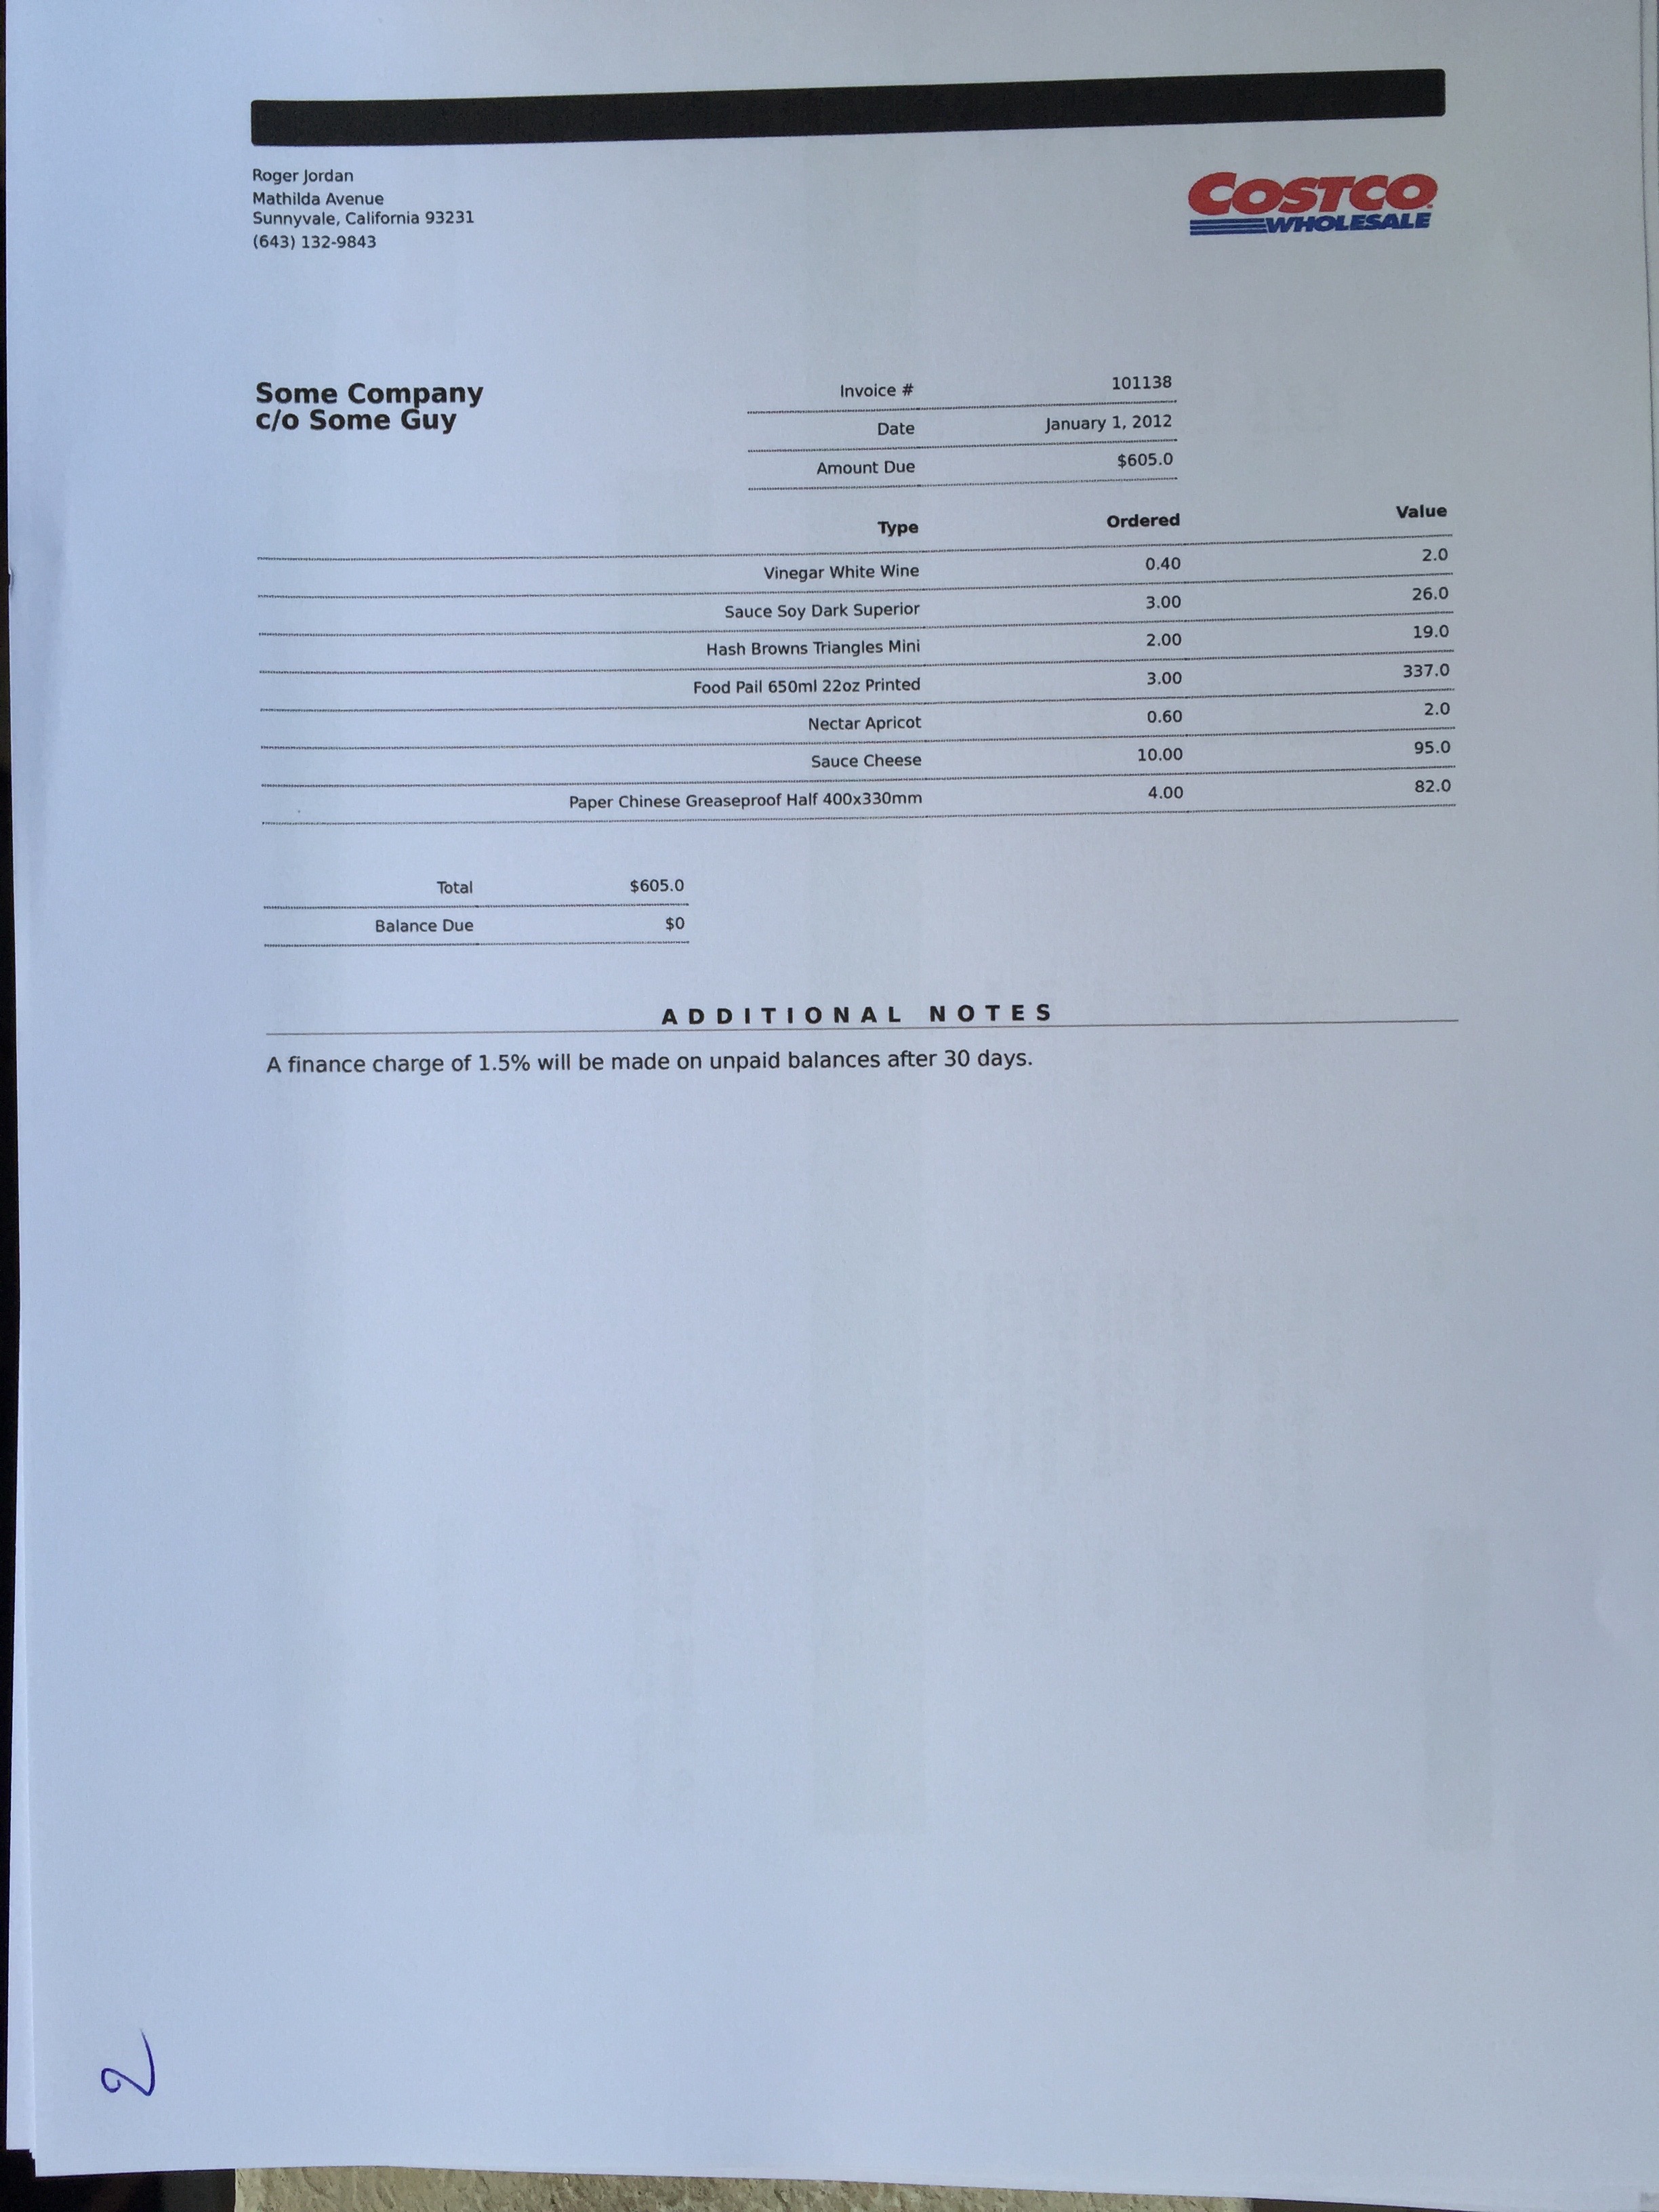 Roger Jordan
Mathilda Avenue
Sunnyvale, California 93231
(643) 132-9843
COSTCO
WHOLESALE
Some Company
c/o Some Guy
Invoice # 101138
Date January 1, 2012
Amount Due $605.0
Type Ordered Value
Vinegar White Wine 0.40 2.0
Sauce Soy Dark Superior 3.00 26.0
Hash Browns Triangles Mini 2.00 19.0
Food Pail 650ml 22oz Printed 3.00 337.0
Nectar Apricot 0.60 2.0
Sauce Cheese 10.00 95.0
Paper Chinese Greaseproof Half 400x330mm 4.00 82.0
Total $605.0
Balance Due $0
ADDITIONAL NOTES
A finance charge of 1.5% will be made on unpaid balances after 30 days.
2